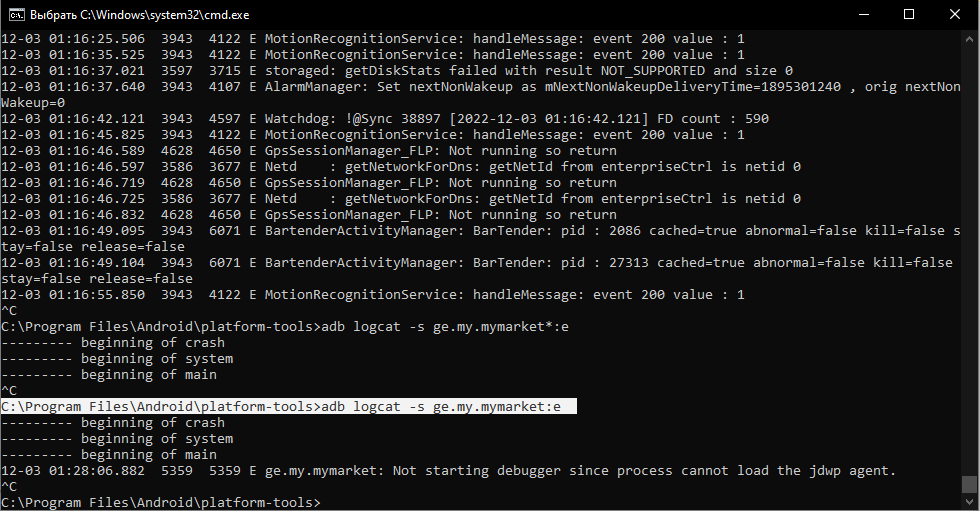 Выбрать C:\Windows\system32\cmd.exe
12-03 01:16:25.506  3943  4122 E MotionRecognitionService: handleMessage: event 200 value : 1
12-03 01:16:35.525  3943  4122 E MotionRecognitionService: handleMessage: event 200 value : 1
12-03 01:16:37.021  3597  3715 E storaged: getDiskStats failed with result NOT_SUPPORTED and size 0
12-03 01:16:37.640  3943  4107 E AlarmManager: Set nextNonWakeup as mNextNonWakeupDeliveryTime=1895301240 , orig nextNon
Wakeup=0
12-03 01:16:42.121  3943  4597 E Watchdog: !@Sync 38897 [2022-12-03 01:16:42.121] FD count : 590
12-03 01:16:45.825  3943  4122 E MotionRecognitionService: handleMessage: event 200 value : 1
12-03 01:16:46.589  4628  4650 E GpsSessionManager_FLP: Not running so return
12-03 01:16:46.597  3586  3677 E Netd    : getNetworkForDns: getNetId from enterpriseCtrl is netid 0
12-03 01:16:46.719  4628  4650 E GpsSessionManager_FLP: Not running so return
12-03 01:16:46.725  3586  3677 E Netd    : getNetworkForDns: getNetId from enterpriseCtrl is netid 0
12-03 01:16:46.832  4628  4650 E GpsSessionManager_FLP: Not running so return
12-03 01:16:49.095  3943  6071 E BartenderActivityManager: BarTender: pid : 2086 cached=true abnormal=false kill=false s
tay=false release=false
12-03 01:16:49.104  3943  6071 E BartenderActivityManager: BarTender: pid : 27313 cached=true abnormal=false kill=false
stay=false release=false
12-03 01:16:55.850  3943  4122 E MotionRecognitionService: handleMessage: event 200 value : 1
^C
C:\Program Files\Android\platform-tools>adb logcat -s ge.my.mymarket*:e
--------- beginning of crash
--------- beginning of system
--------- beginning of main
^C
C:\Program Files\Android\platform-tools>adb logcat -s ge.my.mymarket:e
--------- beginning of crash
--------- beginning of system
--------- beginning of main
12-03 01:28:06.882  5359  5359 E ge.my.mymarket: Not starting debugger since process cannot load the jdwp agent.
^C
C:\Program Files\Android\platform-tools>